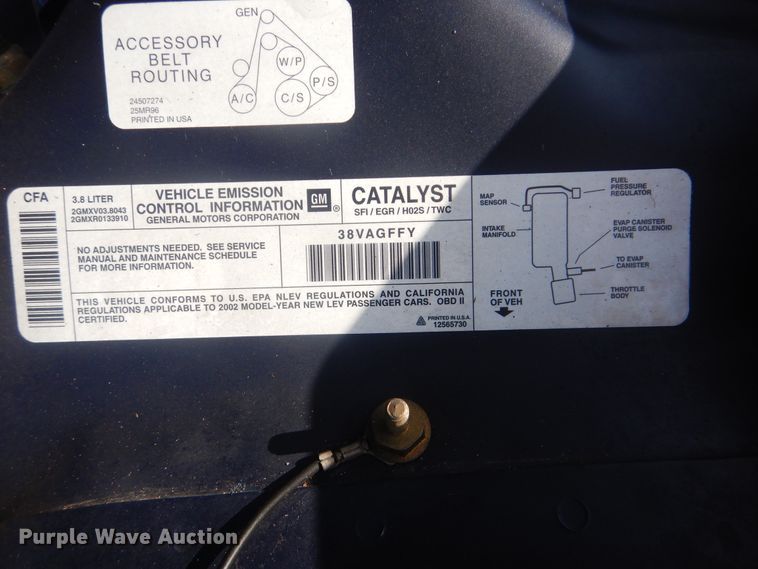 GEN
ACCESSORY
BELT
ROUTING
W/P
P/S
A/C
C/S
24507274
25MR96
PRINTED IN USA
CFA
3.8 LITER
2GMXV03.8043
2GMXR0133910
VEHICLE EMISSION
CONTROL INFORMATION
GENERAL MOTORS CORPORATION
GM
CATALYST
SFI / EGR / H02S / TWC
NO ADJUSTMENTS NEEDED. SEE SERVICE
MANUAL AND MAINTENANCE SCHEDULE
FOR MORE INFORMATION.
38VAGFFY
THIS VEHICLE CONFORMS TO U.S. EPA NLEV REGULATIONS AND CALIFORNIA
REGULATIONS APPLICABLE TO 2002 MODEL-YEAR NEW LEV PASSENGER CARS. OBD II
CERTIFIED.
PRINTED IN U.S.A.
12565730
FUEL
PRESSURE
REGULATOR
MAP
SENSOR
INTAKE
MANIFOLD
EVAP CANISTER
PURGE SOLENOID
VALVE
TO EVAP
CANISTER
THROTTLE
BODY
FRONT
OF VEH
Purple Wave Auction
purplewave.com